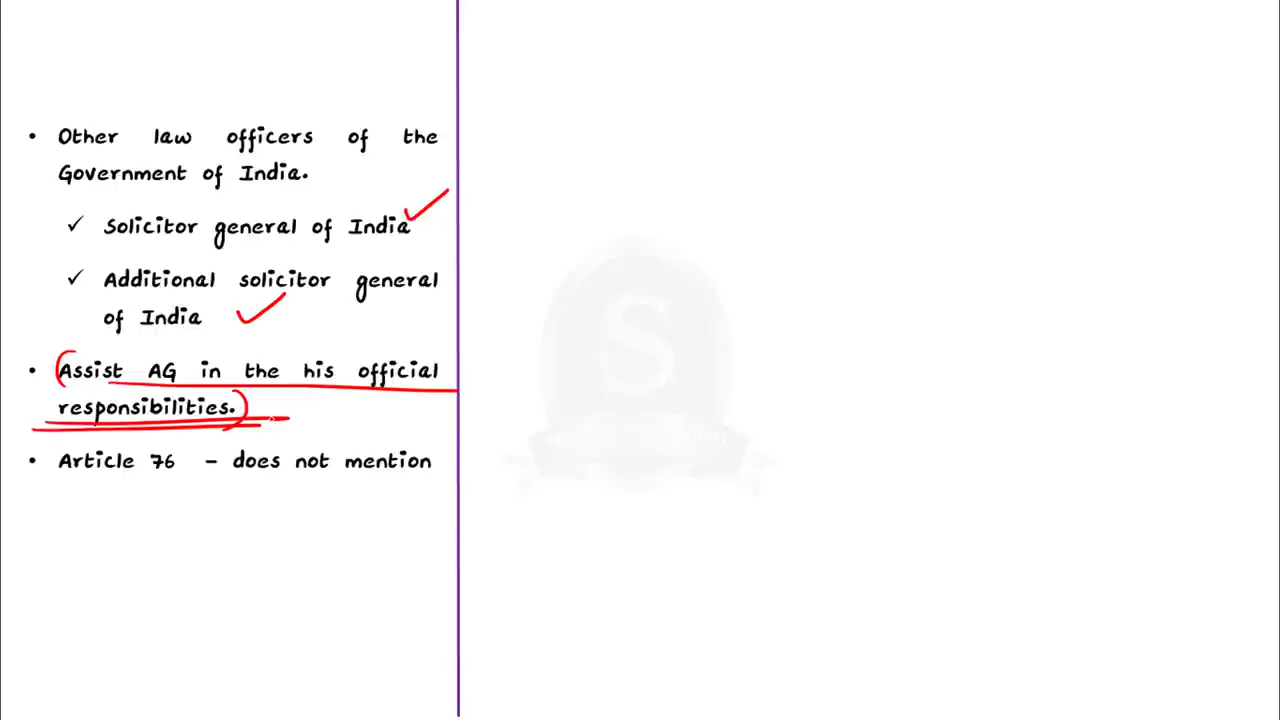 • Other law officers of the
Government of India.
✓ Solicitor general of India
✓ Additional solicitor general
of India
• Assist AG in the his official
responsibilities.
• Article 76 - does not mention
S